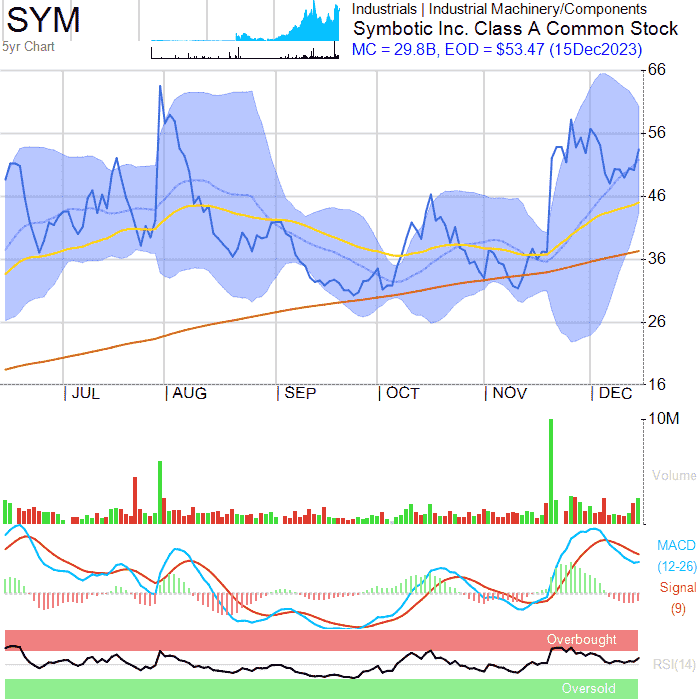 SYM
5yr Chart
Industrials | Industrial Machinery/Components
Symbotic Inc. Class A Common Stock
MC = 29.8B, EOD = $53.47 (15Dec2023)
66
56
46
36
26
16
JUL AUG SEP OCT NOV DEC
10M
Volume
MACD
(12-26)
Signal
(9)
Overbought
RSI(14)
Oversold